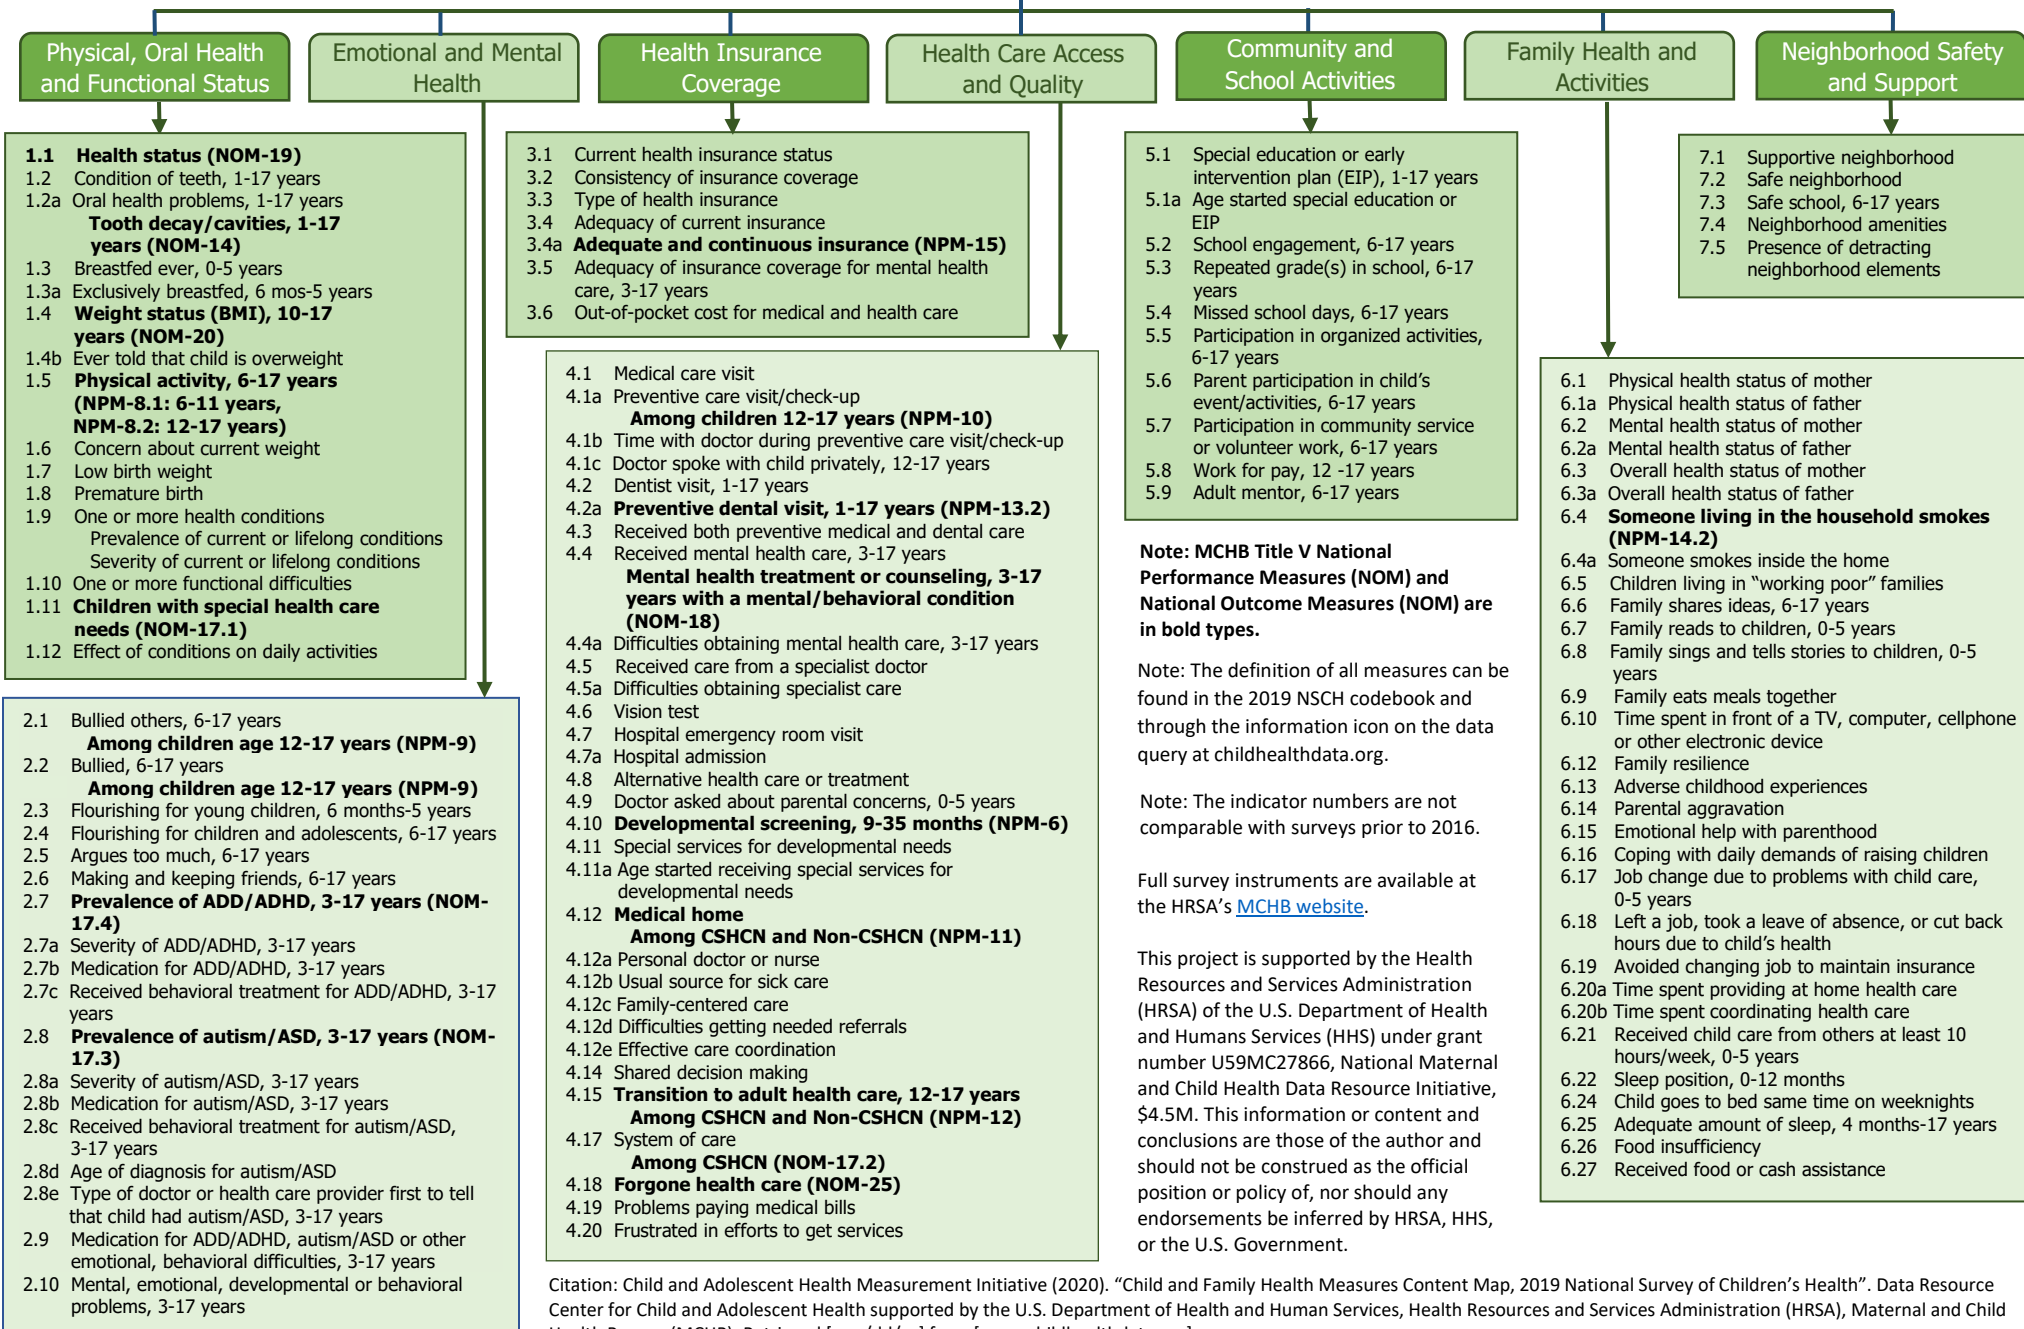 Physical, Oral Health
and Functional Status
Emotional and Mental
Health
Health Insurance
Coverage
Health Care Access
and Quality
Community and
School Activities
Family Health and
Activities
Neighborhood Safety
and Support
1.1 Health status (NOM-19)
1.2 Condition of teeth, 1-17 years
1.2a Oral health problems, 1-17 years
Tooth decay/cavities, 1-17
years (NOM-14)
1.3 Breastfed ever, 0-5 years
1.3a Exclusively breastfed, 6 mos-5 years
1.4 Weight status (BMI), 10-17
years (NOM-20)
1.4b Ever told that child is overweight
1.5 Physical activity, 6-17 years
(NPM-8.1: 6-11 years,
NPM-8.2: 12-17 years)
1.6 Concern about current weight
1.7 Low birth weight
1.8 Premature birth
1.9 One or more health conditions
Prevalence of current or lifelong conditions
Severity of current or lifelong conditions
1.10 One or more functional difficulties
1.11 Children with special health care
needs (NOM-17.1)
1.12 Effect of conditions on daily activities
2.1 Bullied others, 6-17 years
Among children age 12-17 years (NPM-9)
2.2 Bullied, 6-17 years
Among children age 12-17 years (NPM-9)
2.3 Flourishing for young children, 6 months-5 years
2.4 Flourishing for children and adolescents, 6-17 years
2.5 Argues too much, 6-17 years
2.6 Making and keeping friends, 6-17 years
2.7 Prevalence of ADD/ADHD, 3-17 years (NOM-
17.4)
2.7a Severity of ADD/ADHD, 3-17 years
2.7b Medication for ADD/ADHD, 3-17 years
2.7c Received behavioral treatment for ADD/ADHD, 3-17
years
2.8 Prevalence of autism/ASD, 3-17 years (NOM-
17.3)
2.8a Severity of autism/ASD, 3-17 years
2.8b Medication for autism/ASD, 3-17 years
2.8c Received behavioral treatment for autism/ASD,
3-17 years
2.8d Age of diagnosis for autism/ASD
2.8e Type of doctor or health care provider first to tell
that child had autism/ASD, 3-17 years
2.9 Medication for ADD/ADHD, autism/ASD or other
emotional, behavioral difficulties, 3-17 years
2.10 Mental, emotional, developmental or behavioral
problems, 3-17 years
3.1 Current health insurance status
3.2 Consistency of insurance coverage
3.3 Type of health insurance
3.4 Adequacy of current insurance
3.4a Adequate and continuous insurance (NPM-15)
3.5 Adequacy of insurance coverage for mental health
care, 3-17 years
3.6 Out-of-pocket cost for medical and health care
4.1 Medical care visit
4.1a Preventive care visit/check-up
Among children 12-17 years (NPM-10)
4.1b Time with doctor during preventive care visit/check-up
4.1c Doctor spoke with child privately, 12-17 years
4.2 Dentist visit, 1-17 years
4.2a Preventive dental visit, 1-17 years (NPM-13.2)
4.3 Received both preventive medical and dental care
4.4 Received mental health care, 3-17 years
Mental health treatment or counseling, 3-17
years with a mental/behavioral condition
(NOM-18)
4.4a Difficulties obtaining mental health care, 3-17 years
4.5 Received care from a specialist doctor
4.5a Difficulties obtaining specialist care
4.6 Vision test
4.7 Hospital emergency room visit
4.7a Hospital admission
4.8 Alternative health care or treatment
4.9 Doctor asked about parental concerns, 0-5 years
4.10 Developmental screening, 9-35 months (NPM-6)
4.11 Special services for developmental needs
4.11a Age started receiving special services for
developmental needs
4.12 Medical home
Among CSHCN and Non-CSHCN (NPM-11)
4.12a Personal doctor or nurse
4.12b Usual source for sick care
4.12c Family-centered care
4.12d Difficulties getting needed referrals
4.12e Effective care coordination
4.14 Shared decision making
4.15 Transition to adult health care, 12-17 years
Among CSHCN and Non-CSHCN (NPM-12)
4.17 System of care
Among CSHCN (NOM-17.2)
4.18 Forgone health care (NOM-25)
4.19 Problems paying medical bills
4.20 Frustrated in efforts to get services
5.1 Special education or early
intervention plan (EIP), 1-17 years
5.1a Age started special education or
EIP
5.2 School engagement, 6-17 years
5.3 Repeated grade(s) in school, 6-17
years
5.4 Missed school days, 6-17 years
5.5 Participation in organized activities,
6-17 years
5.6 Parent participation in child's
event/activities, 6-17 years
5.7 Participation in community service
or volunteer work, 6-17 years
5.8 Work for pay, 12 -17 years
5.9 Adult mentor, 6-17 years
Note: MCHB Title V National
Performance Measures (NOM) and
National Outcome Measures (NOM) are
in bold types.
Note: The definition of all measures can be
found in the 2019 NSCH codebook and
through the information icon on the data
query at childhealthdata.org.
Note: The indicator numbers are not
comparable with surveys prior to 2016.
Full survey instruments are available at
the HRSA's MCHB website.
This project is supported by the Health
Resources and Services Administration
(HRSA) of the U.S. Department of Health
and Humans Services (HHS) under grant
number U59MC27866, National Maternal
and Child Health Data Resource Initiative,
$4.5M. This information or content and
conclusions are those of the author and
should not be construed as the official
position or policy of, nor should any
endorsements be inferred by HRSA, HHS,
or the U.S. Government.
6.1 Physical health status of mother
6.1a Physical health status of father
6.2 Mental health status of mother
6.2a Mental health status of father
6.3 Overall health status of mother
6.3a Overall health status of father
6.4 Someone living in the household smokes
(NPM-14.2)
6.4a Someone smokes inside the home
6.5 Children living in “working poor” families
6.6 Family shares ideas, 6-17 years
6.7 Family reads to children, 0-5 years
6.8 Family sings and tells stories to children, 0-5
years
6.9 Family eats meals together
6.10 Time spent in front of a TV, computer, cellphone
or other electronic device
6.12 Family resilience
6.13 Adverse childhood experiences
6.14 Parental aggravation
6.15 Emotional help with parenthood
6.16 Coping with daily demands of raising children
6.17 Job change due to problems with child care,
0-5 years
6.18 Left a job, took a leave of absence, or cut back
hours due to child's health
6.19 Avoided changing job to maintain insurance
6.20a Time spent providing at home health care
6.20b Time spent coordinating health care
6.21 Received child care from others at least 10
hours/week, 0-5 years
6.22 Sleep position, 0-12 months
6.24 Child goes to bed same time on weeknights
6.25 Adequate amount of sleep, 4 months-17 years
6.26 Food insufficiency
6.27 Received food or cash assistance
7.1 Supportive neighborhood
7.2 Safe neighborhood
7.3 Safe school, 6-17 years
7.4 Neighborhood amenities
7.5 Presence of detracting
neighborhood elements
Citation: Child and Adolescent Health Measurement Initiative (2020). “Child and Family Health Measures Content Map, 2019 National Survey of Children’s Health”. Data Resource
Center for Child and Adolescent Health supported by the U.S. Department of Health and Human Services, Health Resources and Services Administration (HRSA), Maternal and Child